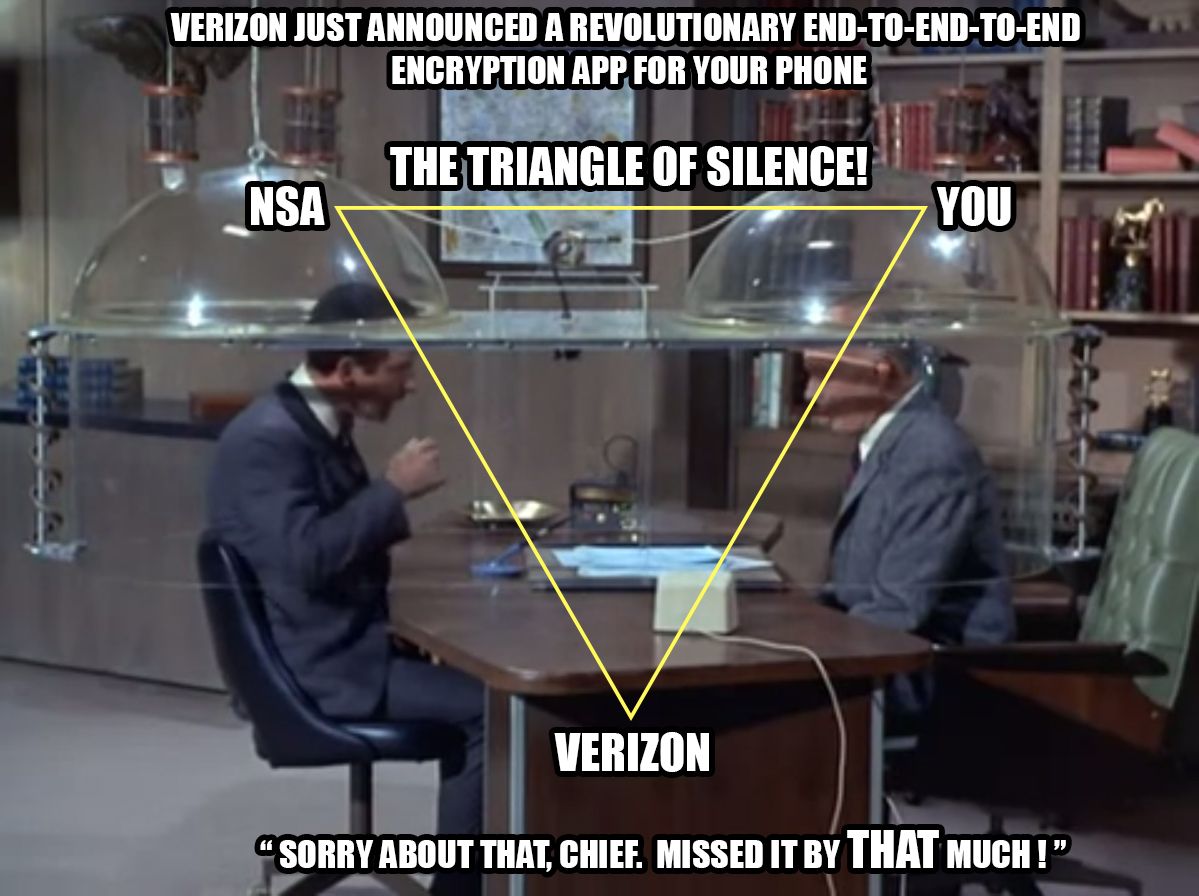 VERIZON JUST ANNOUNCED A REVOLUTIONARY END-TO-END-TO-END
ENCRYPTION APP FOR YOUR PHONE
THE TRIANGLE OF SILENCE!
NSA
YOU
VERIZON
“ SORRY ABOUT THAT, CHIEF. MISSED IT BY THAT MUCH ! ”